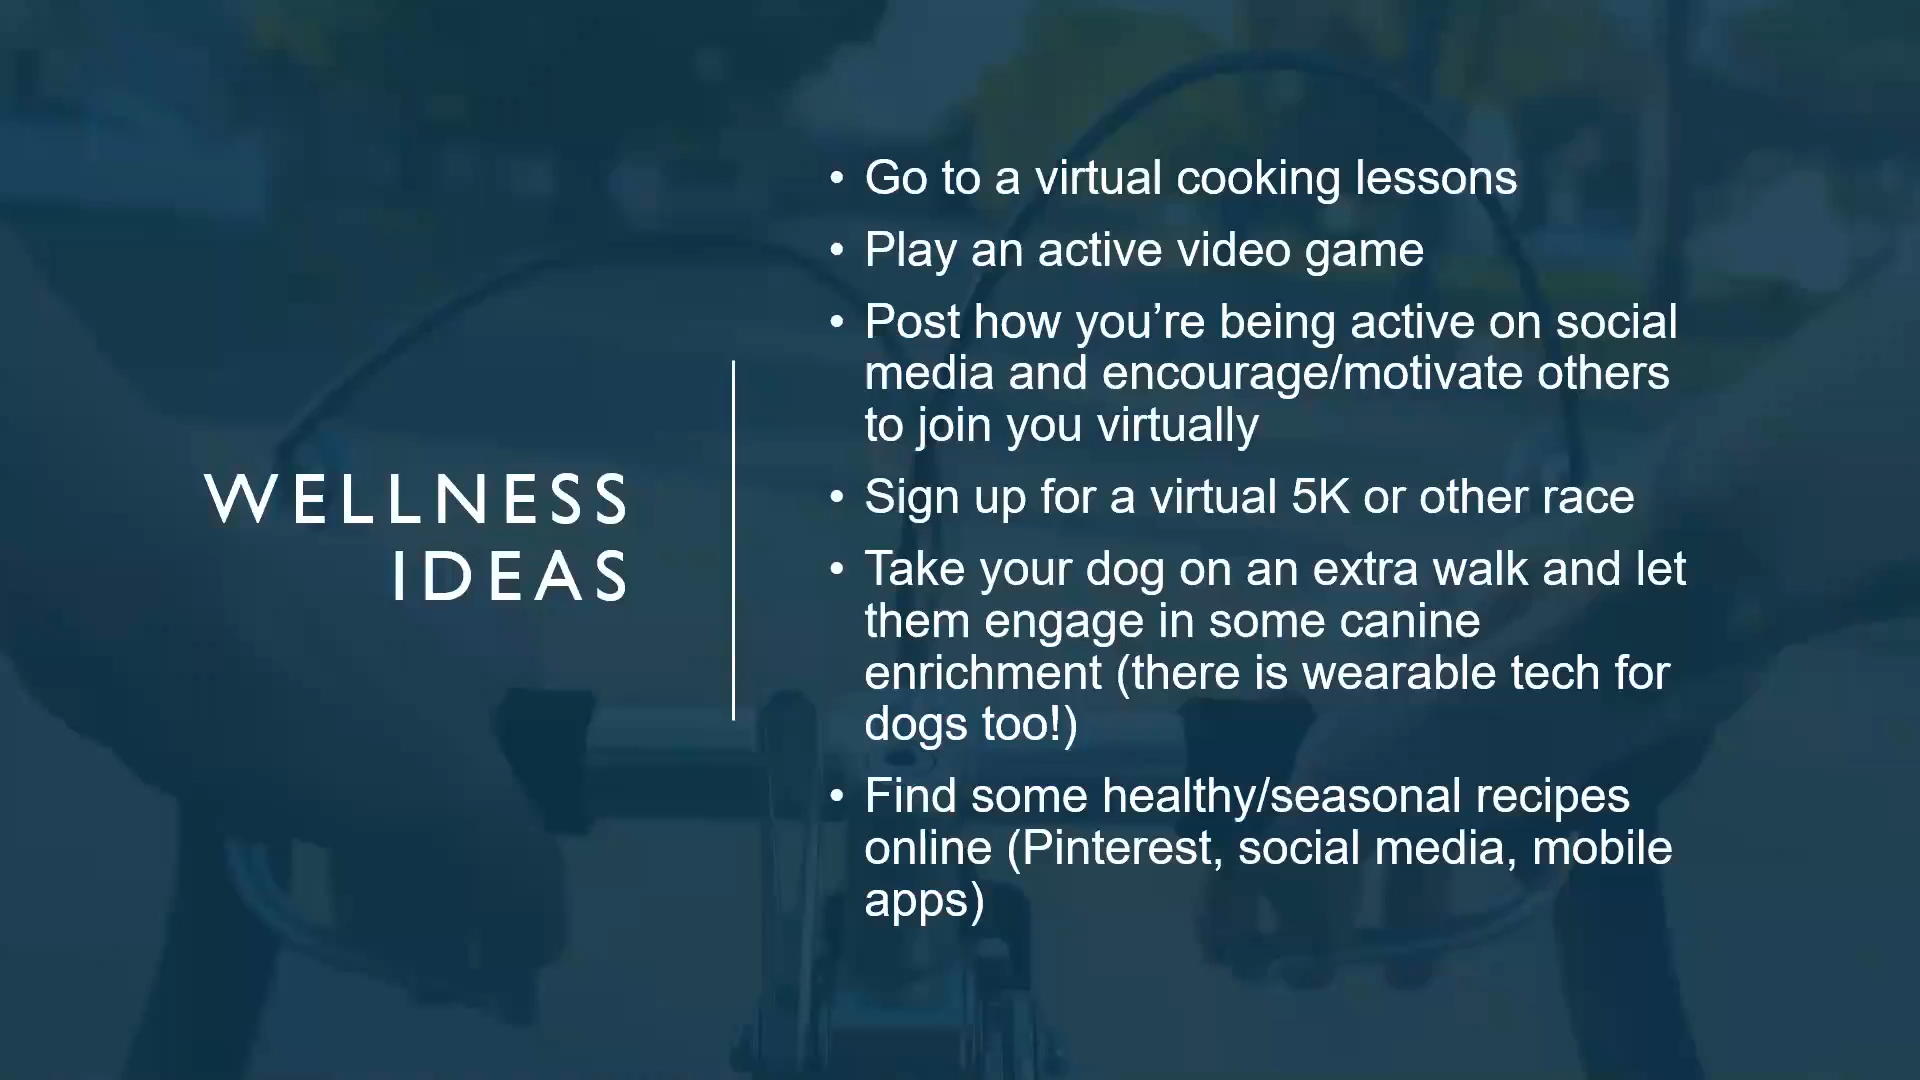 WELLNESS
IDEAS
• Go to a virtual cooking lessons
• Play an active video game
• Post how you’re being active on social
media and encourage/motivate others
to join you virtually
• Sign up for a virtual 5K or other race
• Take your dog on an extra walk and let
them engage in some canine
enrichment (there is wearable tech for
dogs too!)
• Find some healthy/seasonal recipes
online (Pinterest, social media, mobile
apps)